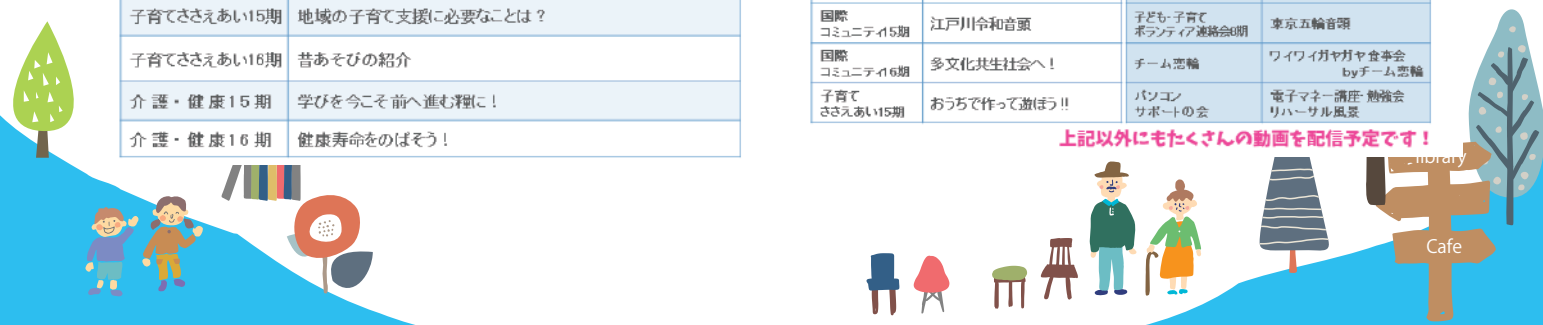 子育てささえあい15期 地域の子育て支援に必要なことは？
子育てささえあい16期 昔あそびの紹介
介護・健康15期 学びを今こそ前へ進む糧に！
介護・健康16期 健康寿命をのばそう！
国際
コミュニティ15期 江戸川令和音頭
国際
コミュニティ16期 多文化共生社会へ！
子育て
ささえあい15期 おうちで作って遊ぼう!!
子ども・子育て
ボランティア連絡会8期 東京五輪音頭
チーム恋輪 ワイワイガヤガヤ食事会
byチーム恋輪
パソコン
サポートの会 電子マネー講座・勉強会
リハーサル風景
上記以外にもたくさんの動画を配信予定です！
library
Cafe